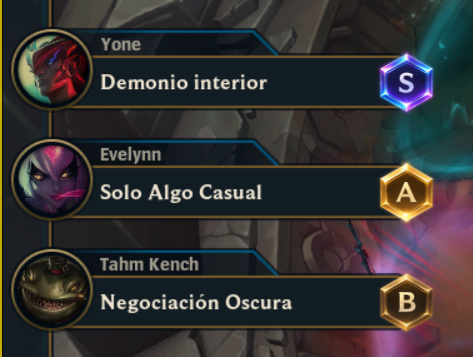 Yone
Demonio interior
S
Evelynn
Solo Algo Casual
A
Tahm Kench
Negociación Oscura
B